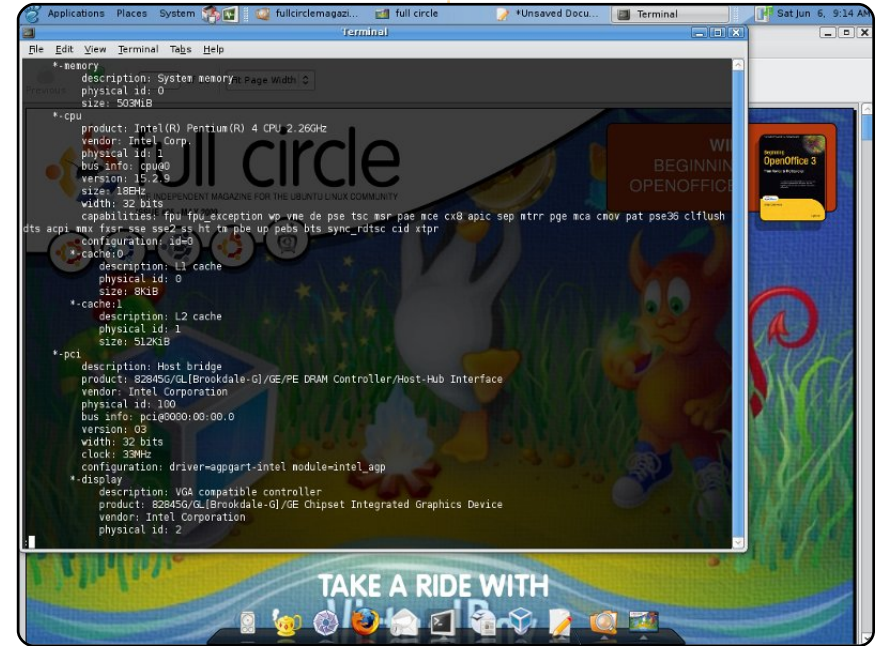 Applications Places System fullcirclemagazi... full circle *Unsaved Docu... Terminal Sat Jun 6, 9:14 AM
Terminal
File Edit View Terminal Tabs Help
*-memory
description: System memory
physical id: 0
size: 503MiB
*-cpu
product: Intel(R) Pentium(R) 4 CPU 2.26GHz
vendor: Intel Corp.
physical id: 1
bus info: cpu@0
version: 15.2.9
size: 18EHz
width: 32 bits
capabilities: fpu fpu_exception wp vme de pse tsc msr pae mce cx8 apic sep mtrr pge mca cmov pat pse36 clflush
dts acpi mmx fxsr sse sse2 ss ht tm pbe up pebs bts sync_rdtsc cid xtpr
configuration: id=0
*-cache:0
description: L1 cache
physical id: 0
size: 8KiB
*-cache:1
description: L2 cache
physical id: 1
size: 512KiB
*-pci
description: Host bridge
product: 82845G/GL[Brookdale-G]/GE/PE DRAM Controller/Host-Hub Interface
vendor: Intel Corporation
physical id: 100
bus info: pci@0000:00:00.0
version: 03
width: 32 bits
clock: 33MHz
configuration: driver=agpgart-intel module=intel_agp
*-display
description: VGA compatible controller
product: 82845G/GL[Brookdale-G]/GE Chipset Integrated Graphics Device
vendor: Intel Corporation
physical id: 2
:
Previous
Fit Page Width
full circle
THE INDEPENDENT MAGAZINE FOR THE UBUNTU LINUX COMMUNITY
WI
BEGINNIN
OPENOFFICE
Beginning
OpenOffice 3
TAKE A RIDE WITH